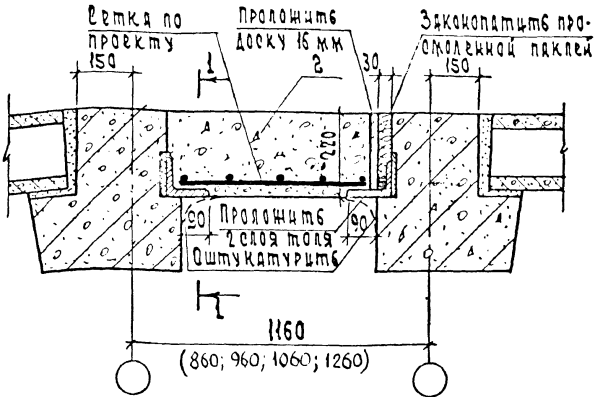 Сетка по
проекту
Проложить
доску 16 мм
Законопатить про-
смоленной паклей
150
1
2
30
150
220
90
Проложить
2 слоя толя
90
Оштукатурить
1
1160
(860; 960; 1060; 1260)